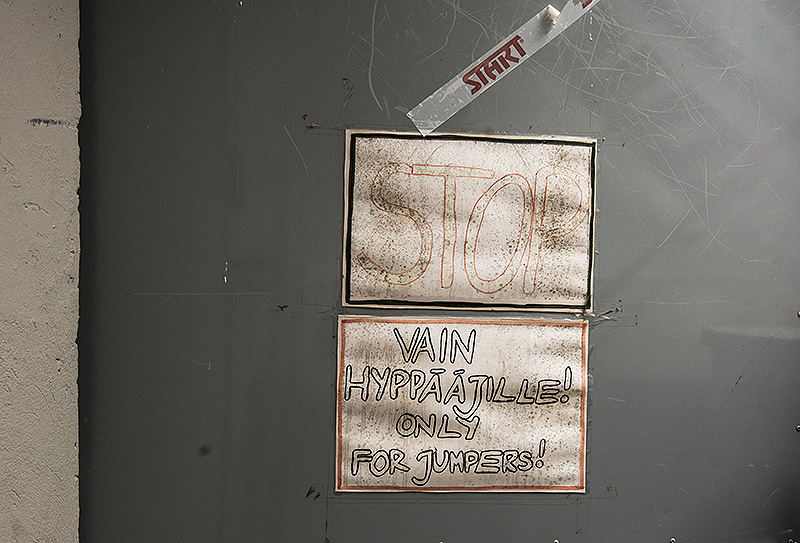 START
STOP
VAIN
HYPPÄÄJILLE!
ONLY
FOR JUMPERS!